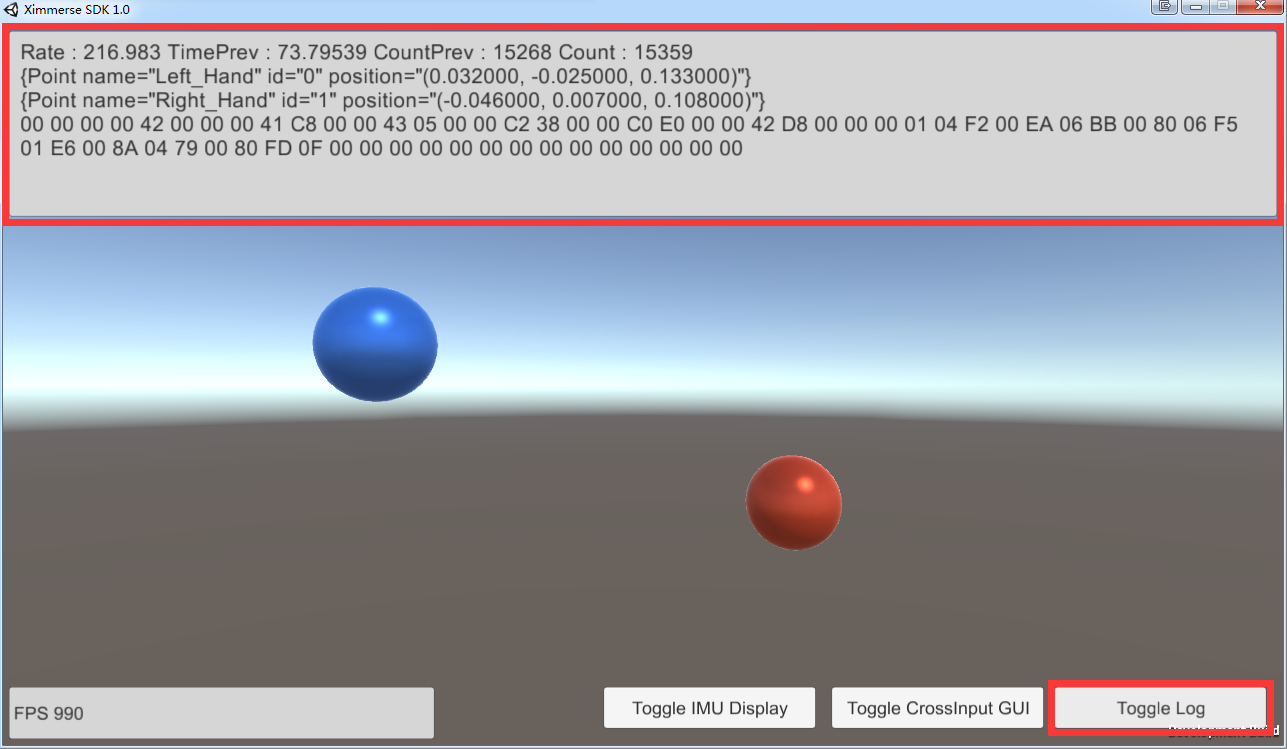 Ximmerse SDK 1.0
Rate : 216.983 TimePrev : 73.79539 CountPrev : 15268 Count : 15359
{Point name="Left_Hand" id="0" position="(0.032000, -0.025000, 0.133000)"}
{Point name="Right_Hand" id="1" position="(-0.046000, 0.007000, 0.108000)"}
00 00 00 00 42 00 00 00 41 C8 00 00 43 05 00 00 C2 38 00 00 C0 E0 00 00 42 D8 00 00 00 01 04 F2 00 EA 06 BB 00 80 06 F5
01 E6 00 8A 04 79 00 80 FD 0F 00 00 00 00 00 00 00 00 00 00 00 00 00 00
FPS 990
Toggle IMU Display
Toggle CrossInput GUI
Toggle Log